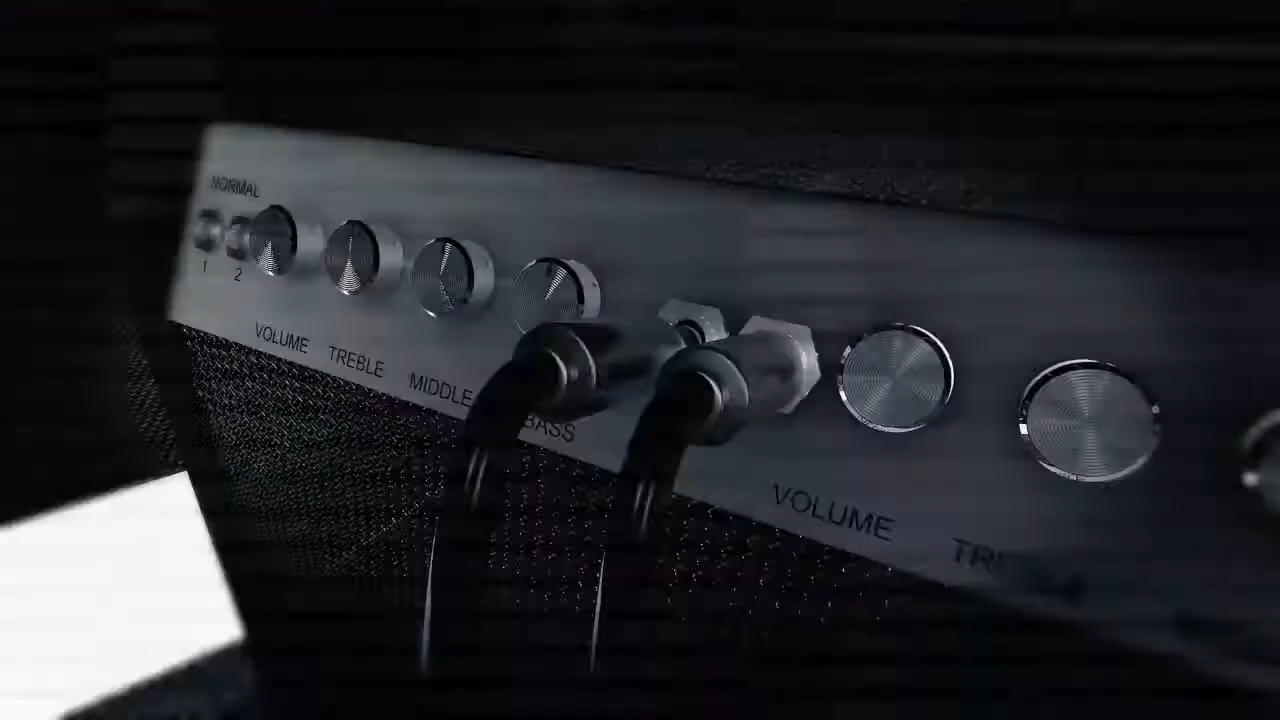 NORMAL
1
2
VOLUME
TREBLE
MIDDLE
BASS
VOLUME